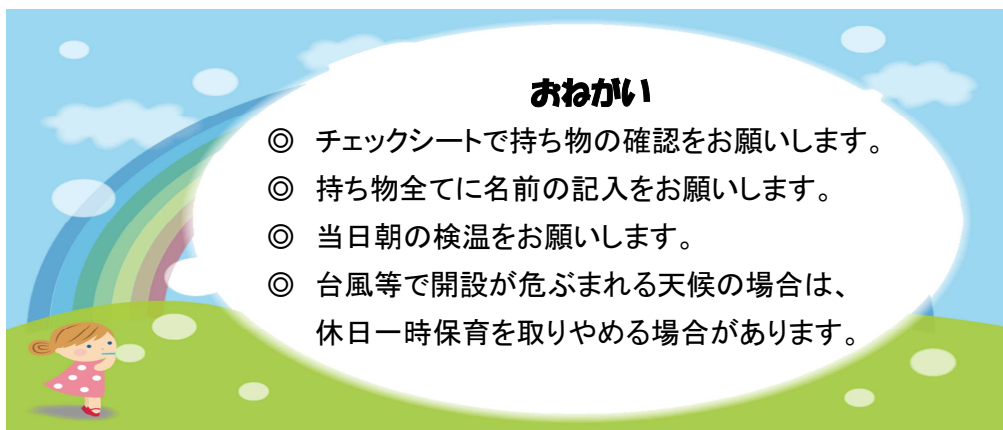 おねがい
◎ チェックシートで持ち物の確認をお願いします。
◎ 持ち物全てに名前の記入をお願いします。
◎ 当日朝の検温をお願いします。
◎ 台風等で開設が危ぶまれる天候の場合は、
休日一時保育を取りやめる場合があります。